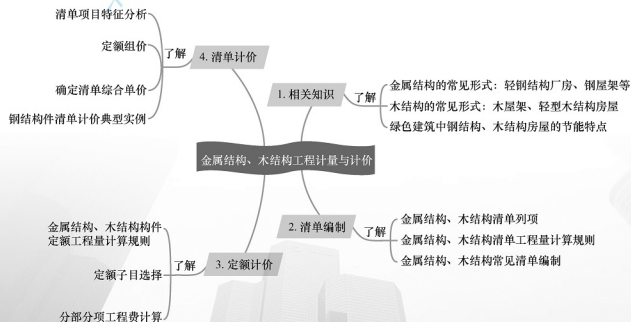 金属结构、木结构工程计量与计价
1. 相关知识
了解
金属结构的常见形式：轻钢结构厂房、钢屋架等
木结构的常见形式：木屋架、轻型木结构房屋
绿色建筑中钢结构、木结构房屋的节能特点
2. 清单编制
了解
金属结构、木结构清单列项
金属结构、木结构清单工程量计算规则
金属结构、木结构常见清单编制
3. 定额计价
了解
金属结构、木结构构件
定额工程量计算规则
定额子目选择
分部分项工程费计算
4. 清单计价
了解
清单项目特征分析
定额组价
确定清单综合单价
钢结构件清单计价典型实例